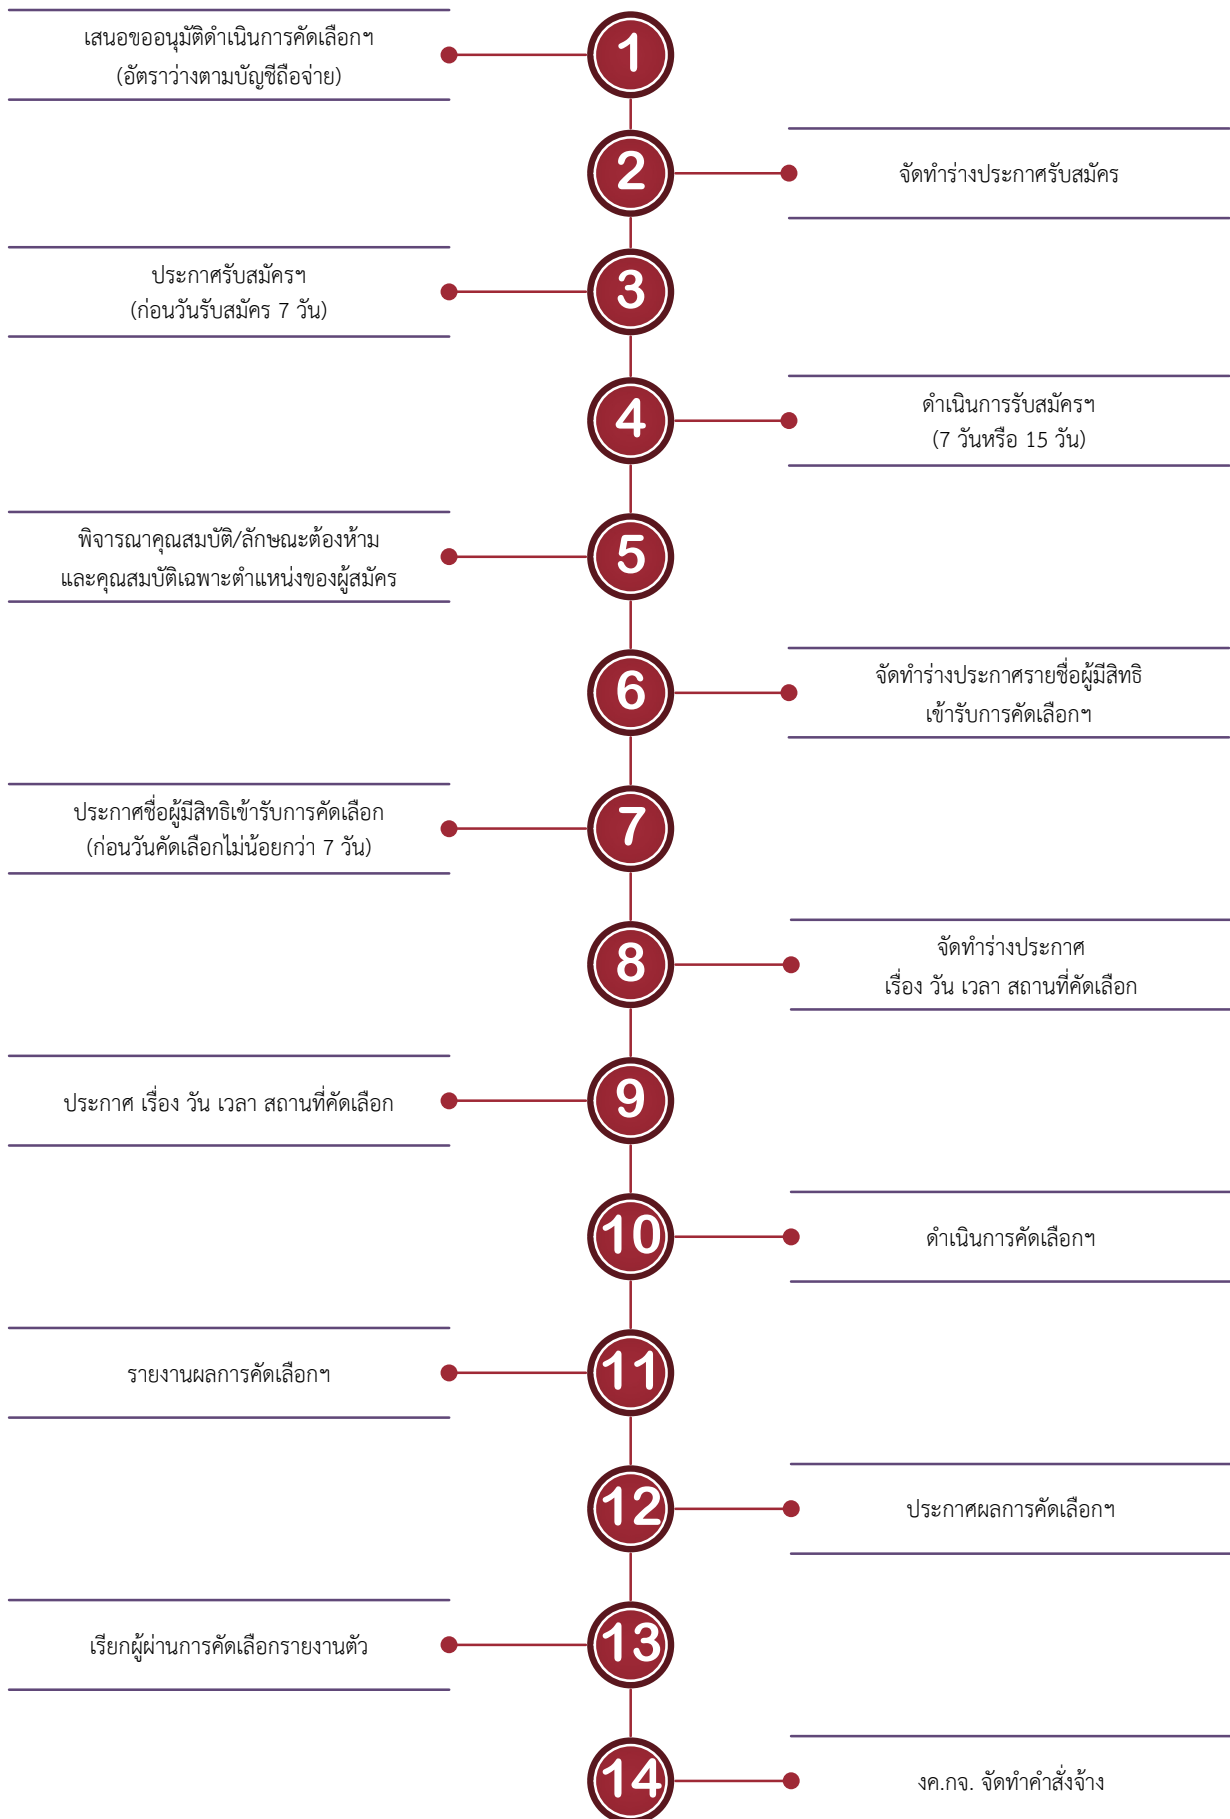 เสนอขออนุมัติดำเนินการคัดเลือกฯ
(อัตราว่างตามบัญชีถือจ่าย)
1
2
จัดทำร่างประกาศรับสมัคร
ประกาศรับสมัครฯ
(ก่อนวันรับสมัคร 7 วัน)
3
4
ดำเนินการรับสมัครฯ
(7 วันหรือ 15 วัน)
พิจารณาคุณสมบัติ/ลักษณะต้องห้าม
และคุณสมบัติเฉพาะตำแหน่งของผู้สมัคร
5
6
จัดทำร่างประกาศรายชื่อผู้มีสิทธิ
เข้ารับการคัดเลือกฯ
ประกาศชื่อผู้มีสิทธิเข้ารับการคัดเลือก
(ก่อนวันคัดเลือกไม่น้อยกว่า 7 วัน)
7
8
จัดทำร่างประกาศ
เรื่อง วัน เวลา สถานที่คัดเลือก
ประกาศ เรื่อง วัน เวลา สถานที่คัดเลือก
9
10
ดำเนินการคัดเลือกฯ
รายงานผลการคัดเลือกฯ
11
12
ประกาศผลการคัดเลือกฯ
เรียกผู้ผ่านการคัดเลือกรายงานตัว
13
14
งค.กจ. จัดทำคำสั่งจ้าง